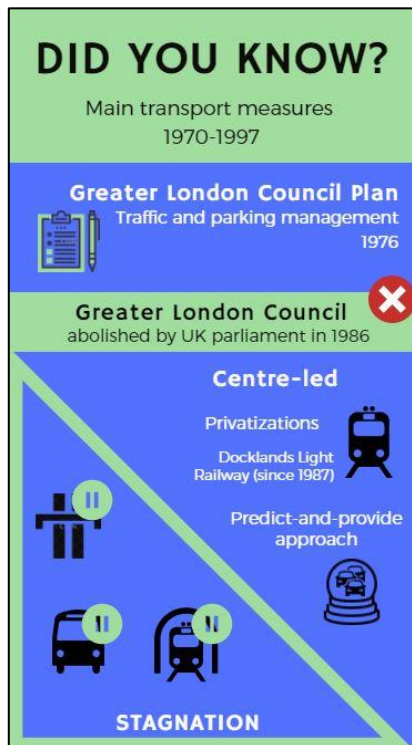 DID YOU KNOW?
Main transport measures
1970-1997
Greater London Council Plan
Traffic and parking management
1976
Greater London Council
abolished by UK parliament in 1986
Centre-led
Privatizations
Docklands Light
Railway (since 1987)
Predict-and-provide
approach
STAGNATION